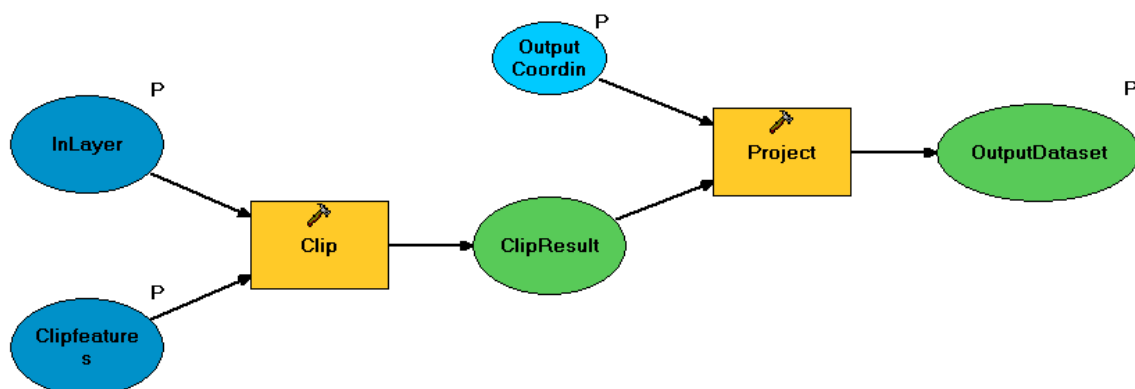 P
Output
Coordin
P
P
InLayer
Project
OutputDataset
Clip
ClipResult
P
Clipfeature
s